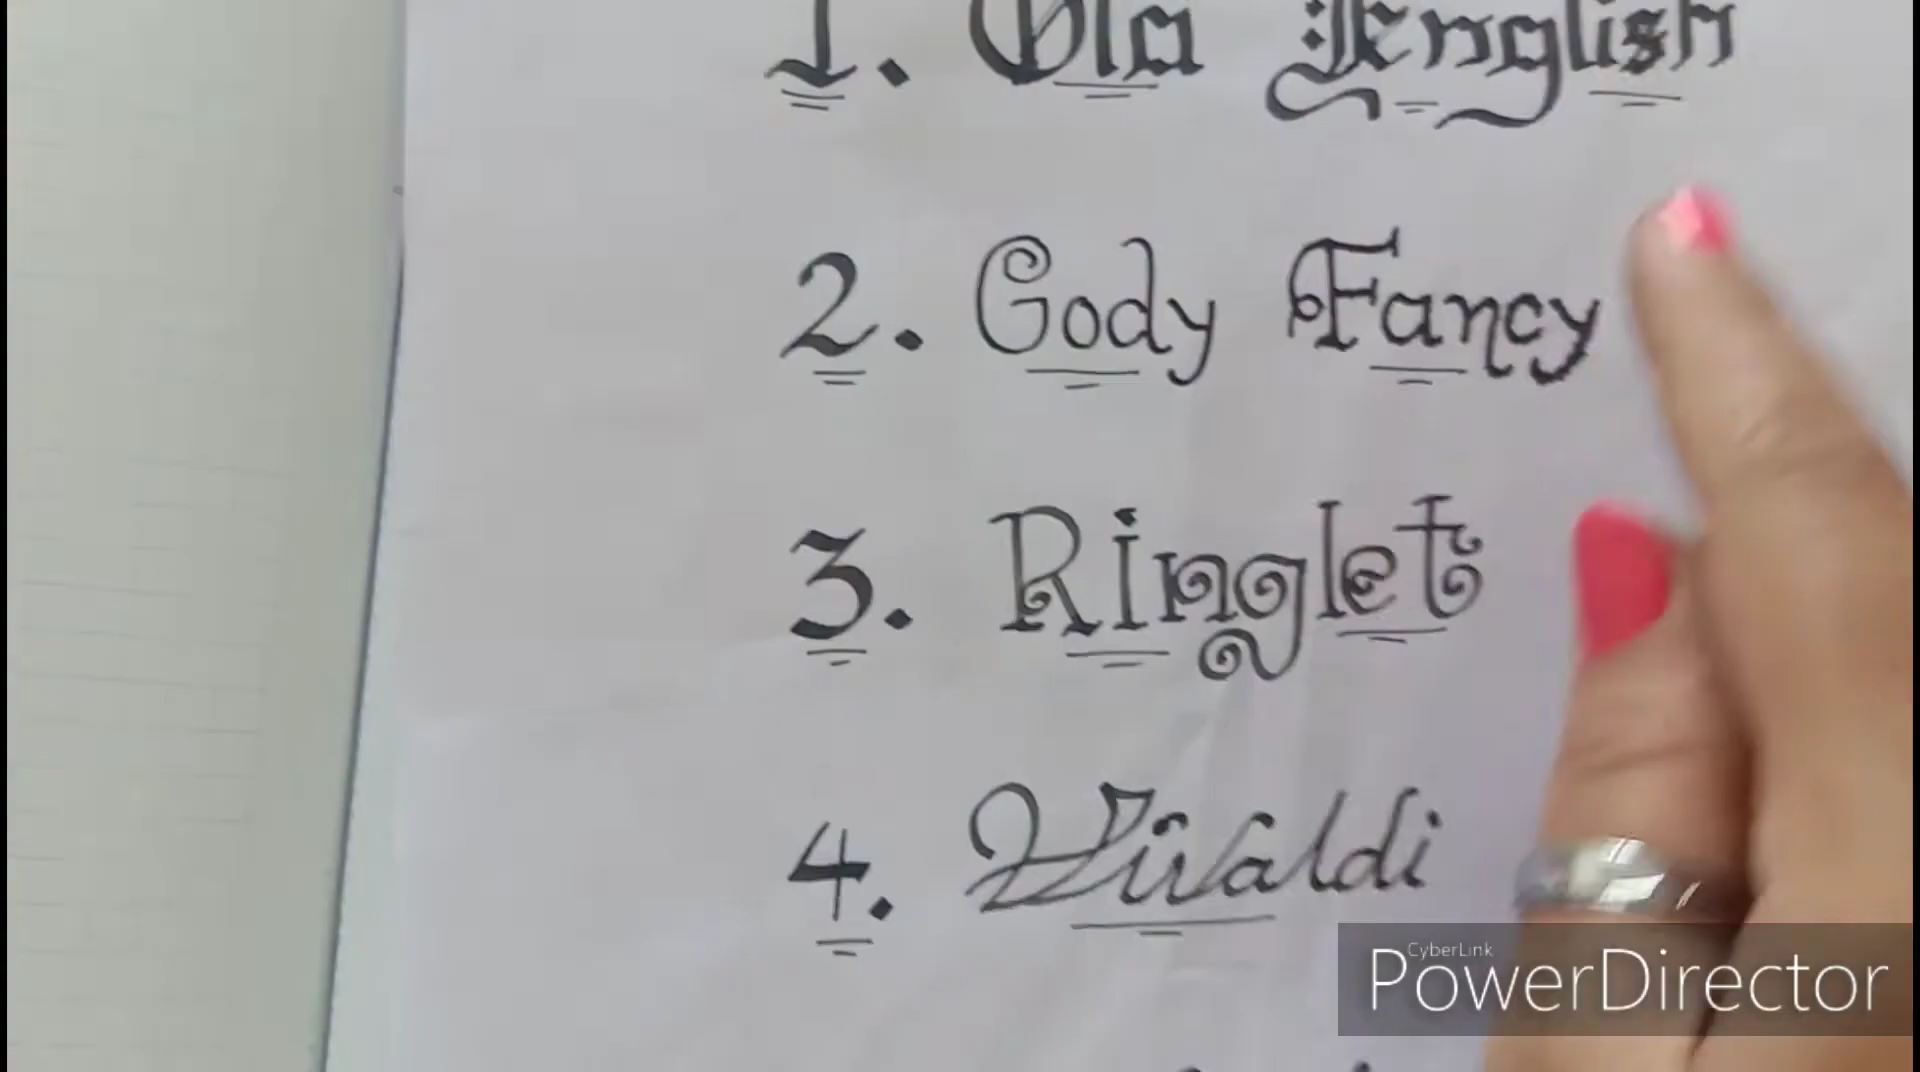 1. Old English
2. Gody Fancy
3. Ringlet
4. Vivaldi
CyberLink
PowerDirector